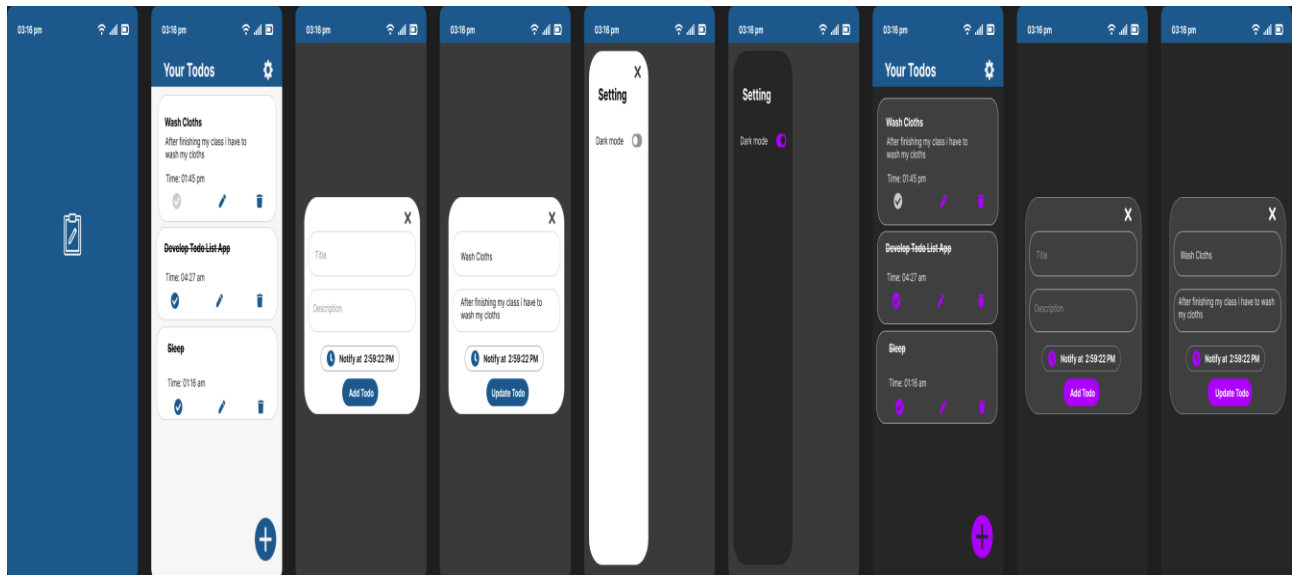 03:16 pm
03:16 pm
Your Todos
Wash Cloths
After finishing my class i have to
wash my cloths
Time: 01:45 pm
Develop Todo List App
Time: 04:27 am
Sleep
Time: 01:16 am
03:16 pm
Title
Description
Notify at 2:59:22 PM
Add Todo
03:16 pm
Wash Cloths
After finishing my class i have to
wash my cloths
Notify at 2:59:22 PM
Update Todo
03:16 pm
Setting
Dark mode
03:16 pm
Setting
Dark mode
03:16 pm
Your Todos
Wash Cloths
After finishing my class i have to
wash my cloths
Time: 01:45 pm
Develop Todo List App
Time: 04:27 am
Sleep
Time: 01:16 am
03:16 pm
Title
Description
Notify at 2:59:22 PM
Add Todo
03:16 pm
Wash Cloths
After finishing my class i have to wash
my cloths
Notify at 2:59:22 PM
Update Todo